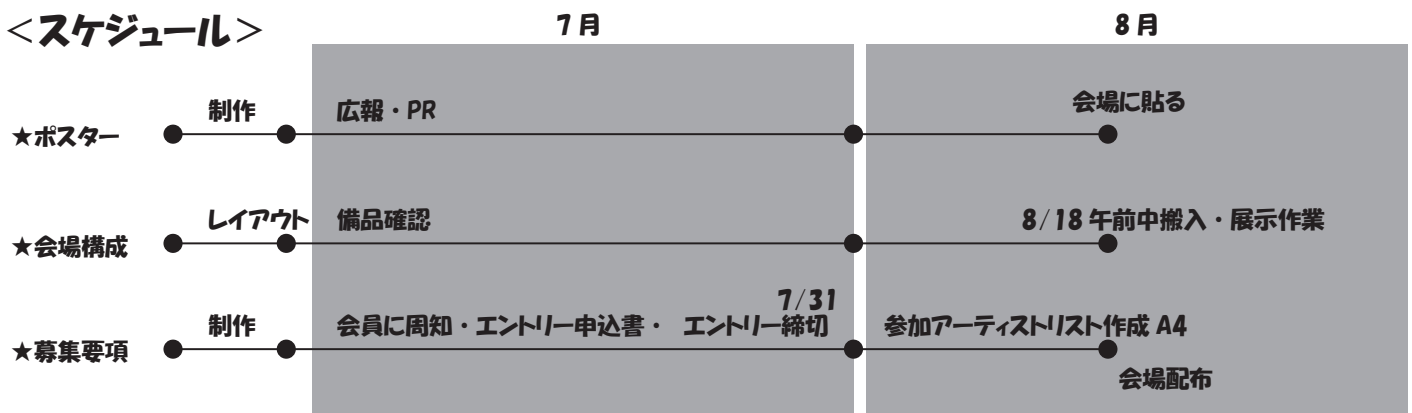 <スケジュール>
7月
8月
制作
広報・PR
会場に貼る
★ポスター
レイアウト
備品確認
8/18 午前中搬入・展示作業
★会場構成
7/31
制作
会員に周知・エントリー申込書・ エントリー締切
参加アーティストリスト作成 A4
★募集要項
会場配布